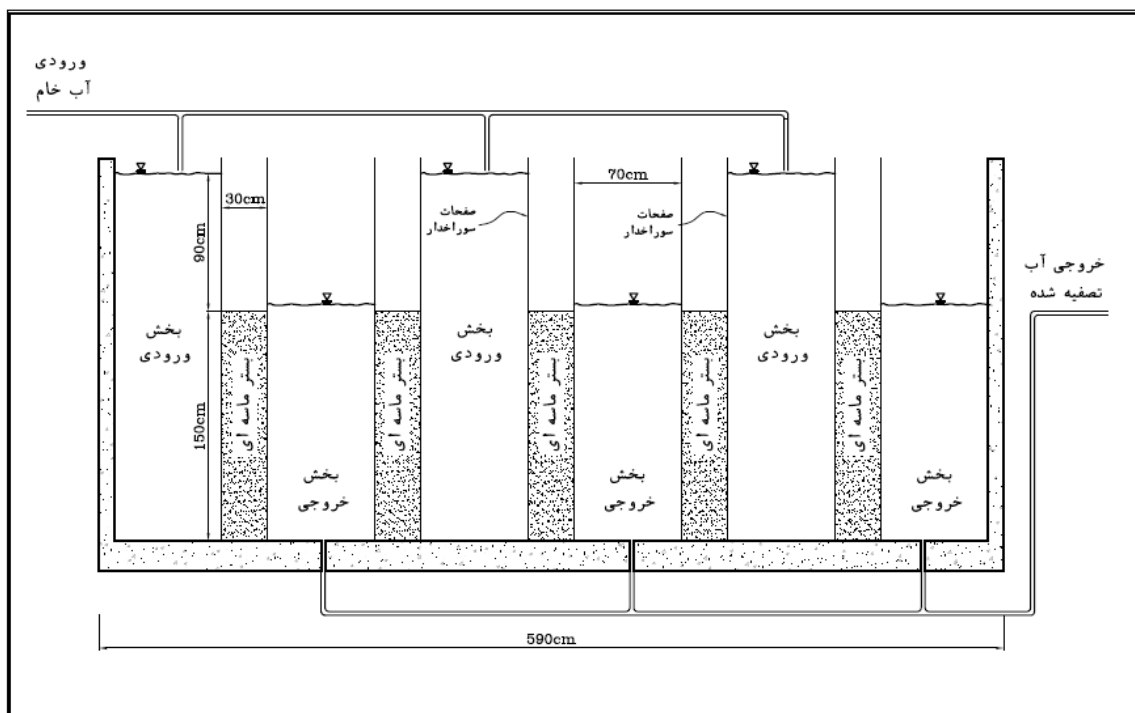 ورودی
آب خام
30cm
70cm
90cm
صفحات
سوراخدار
صفحات
سوراخدار
خروجی آب
تصفیه شده
بخش
ورودی
بخش
ورودی
بخش
ورودی
150cm
بستر ماسه ای
بستر ماسه ای
بستر ماسه ای
بستر ماسه ای
بستر ماسه ای
بخش
خروجی
بخش
خروجی
بخش
خروجی
590cm